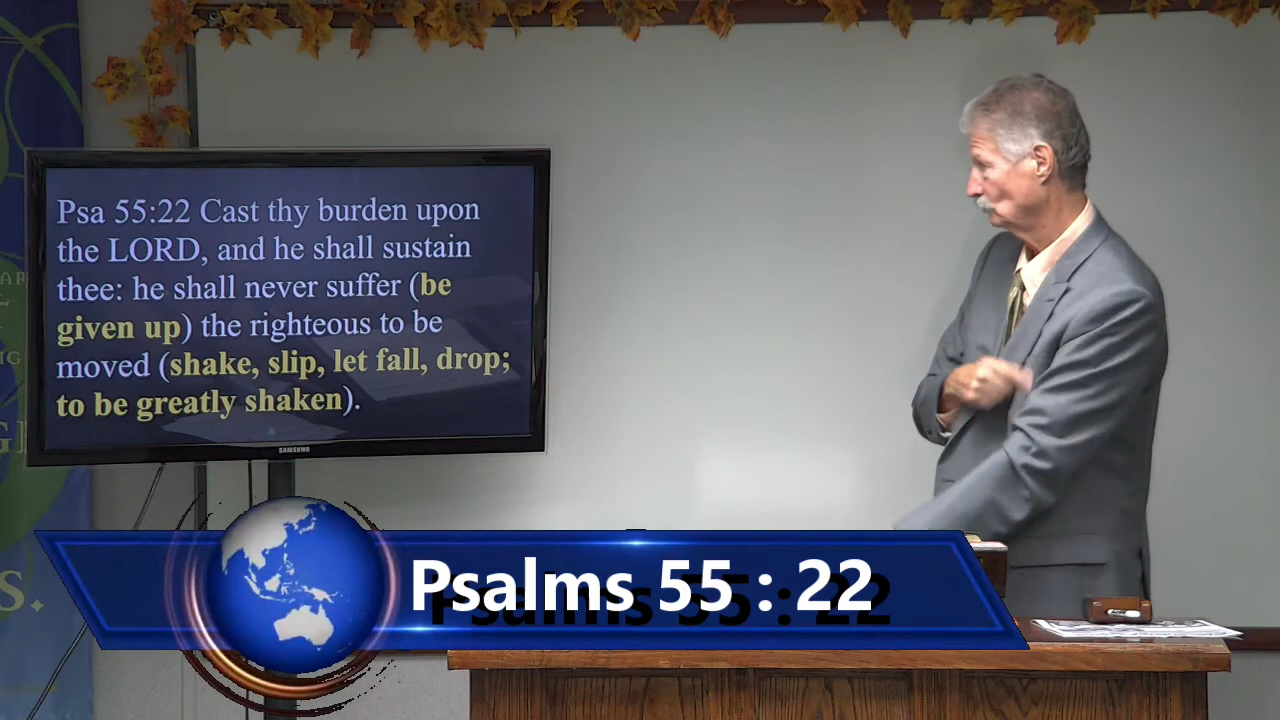 Psa 55:22 Cast thy burden upon
the LORD, and he shall sustain
thee: he shall never suffer (be
given up) the righteous to be
moved (shake, slip, let fall, drop;
to be greatly shaken).
SAMSUNG
Psalms 55 : 22